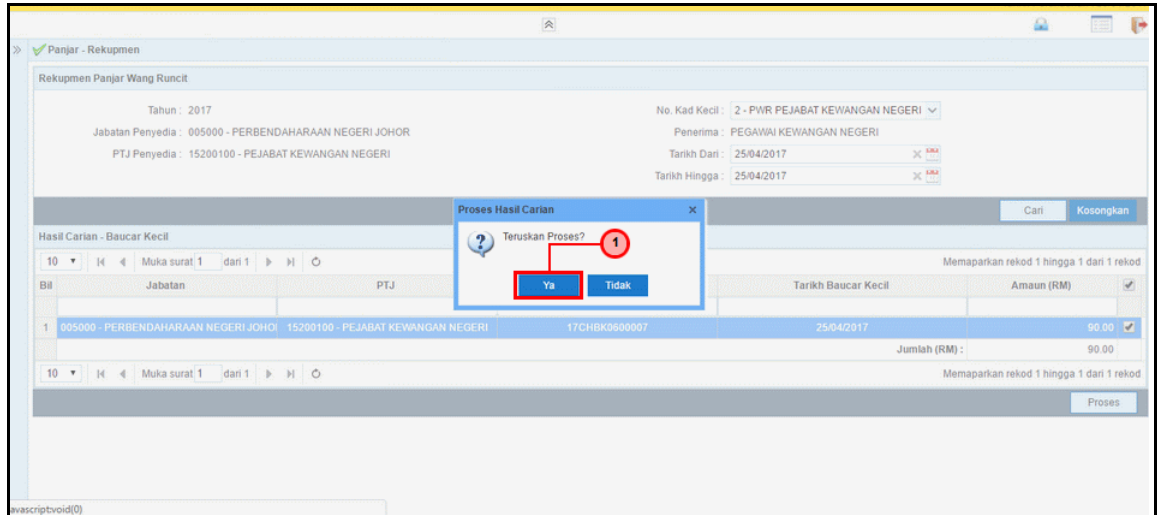 Panjar - Rekupmen
Rekupmen Panjar Wang Runcit
Tahun : 2017
No. Kad Kecil : 2 - PWR PEJABAT KEWANGAN NEGERI
Jabatan Penyedia : 005000 - PERBENDAHARAAN NEGERI JOHOR
Penerima : PEGAWAI KEWANGAN NEGERI
PTJ Penyedia : 15200100 - PEJABAT KEWANGAN NEGERI
Tarikh Dari : 25/04/2017
Tarikh Hingga : 25/04/2017
Cari Kosongkan
Proses Hasil Carian
Teruskan Proses?
1
Ya Tidak
Hasil Carian - Baucar Kecil
10 Muka surat 1 dari 1 Memaparkan rekod 1 hingga 1 dari 1 rekod
Bil Jabatan PTJ Tarikh Baucar Kecil Amaun (RM)
1 005000 - PERBENDAHARAAN NEGERI JOHOI 15200100 - PEJABAT KEWANGAN NEGERI 17CHBK0600007 25/04/2017 90.00
Jumlah (RM) : 90.00
10 Muka surat 1 dari 1 Memaparkan rekod 1 hingga 1 dari 1 rekod
Proses
avascript:void(0)